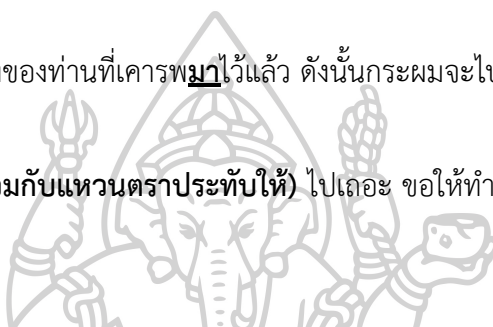 ของท่านที่เคารพมาไว้แล้ว ดังนั้นกระผมจะไป
มกับแหวนตราประทับให้) ไปเถอะ ขอให้ทำ